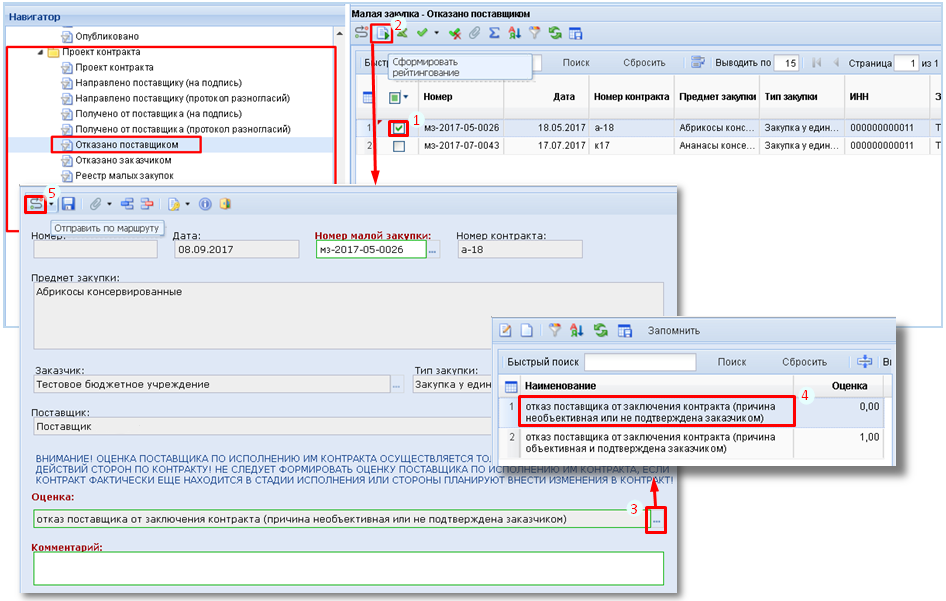 Навигатор
Опубликовано
Проект контракта
Проект контракта
Направлено поставщику (на подпись)
Направлено поставщику (протокол разногласий)
Получено от поставщика (на подпись)
Получено от поставщика (протокол разногласий)
Отказано поставщиком
Отказано заказчиком
Реестр малых закупок
Малая закупка - Отказано поставщиком
2
Сформировать
рейтингование
Поиск Сбросить Выводить по 15 Страница 1 из 1
Номер Дата Номер контракта Предмет закупки Тип закупки ИНН З
1
1 мз-2017-05-0026 18.05.2017 а-18 Абрикосы конс... Закупка у един... 000000000011 Т
2 мз-2017-07-0043 17.07.2017 к17 Ананасы консе... Закупка у един... 000000000011 Т
5
Отправить по маршруту
Номер: Дата: Номер малой закупки: Номер контракта:
08.09.2017 мз-2017-05-0026 ... а-18
Предмет закупки:
Абрикосы консервированные
Заказчик: Тип закупки:
Тестовое бюджетное учреждение ... Закупка у един
Поставщик:
Поставщик
ВНИМАНИЕ! ОЦЕНКА ПОСТАВЩИКА ПО ИСПОЛНЕНИЮ ИМ КОНТРАКТА ОСУЩЕСТВЛЯЕТСЯ
ДЕЙСТВИЙ СТОРОН ПО КОНТРАКТУ! НЕ СЛЕДУЕТ ФОРМИРОВАТЬ ОЦЕНКУ ПОСТАВЩИКА ПО ИСПОЛНЕНИЮ ИМ КОНТРАКТА, ЕСЛИ
КОНТРАКТ ФАКТИЧЕСКИ ЕЩЕ НАХОДИТСЯ В СТАДИИ ИСПОЛНЕНИЯ ИЛИ СТОРОНЫ ПЛАНИРУЮТ ВНЕСТИ ИЗМЕНЕНИЯ В КОНТРАКТ!
Оценка:
3
отказ поставщика от заключения контракта (причина необъективная или не подтверждена заказчиком) ...
Комментарий:
Запомнить
Быстрый поиск Поиск Сбросить
Наименование Оценка
4
1 отказ поставщика от заключения контракта (причина
необъективная или не подтверждена заказчиком) 0,00
2 отказ поставщика от заключения контракта (причина
объективная и подтверждена заказчиком) 1,00